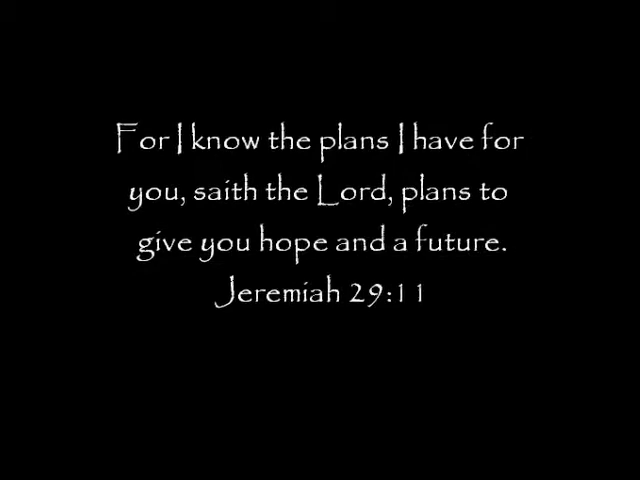 For I know the plans I have for
you, saith the Lord, plans to
give you hope and a future.
Jeremiah 29:11